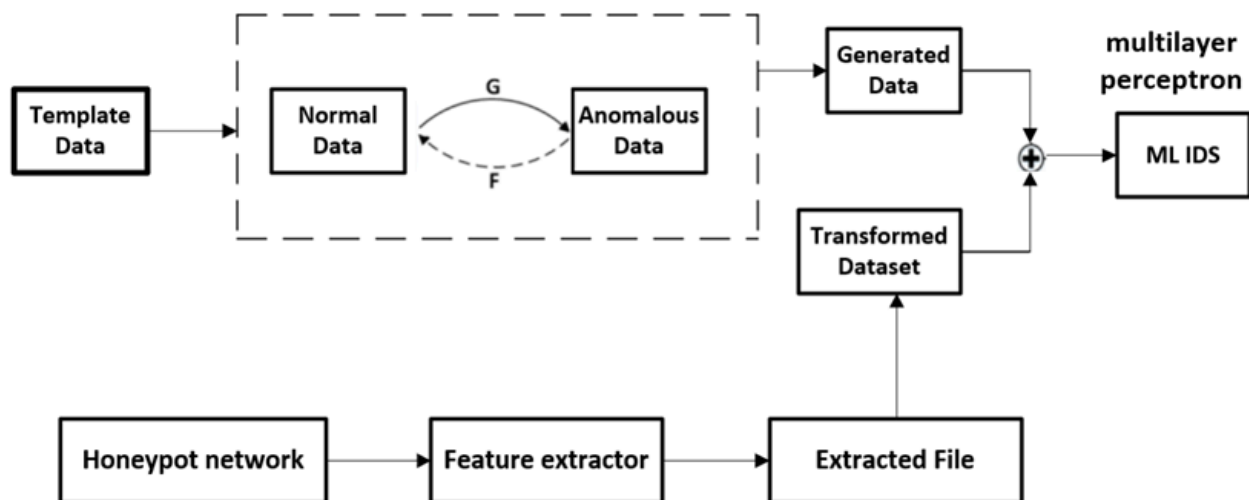 Template
Data
Normal
Data
G
F
Anomalous
Data
Generated
Data
multilayer
perceptron
ML IDS
Transformed
Dataset
Honeypot network
Feature extractor
Extracted File